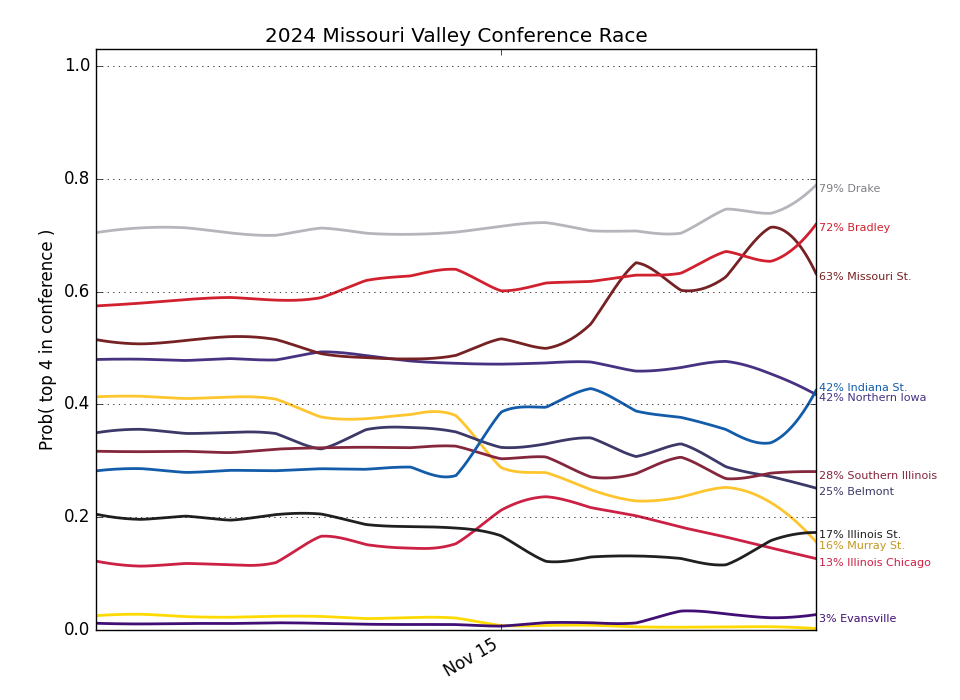 2024 Missouri Valley Conference Race
Prob( top 4 in conference )
1.0
0.8
0.6
0.4
0.2
0.0
Nov 15
79% Drake
72% Bradley
63% Missouri St.
42% Indiana St.
42% Northern Iowa
28% Southern Illinois
25% Belmont
17% Illinois St.
16% Murray St.
13% Illinois Chicago
3% Evansville